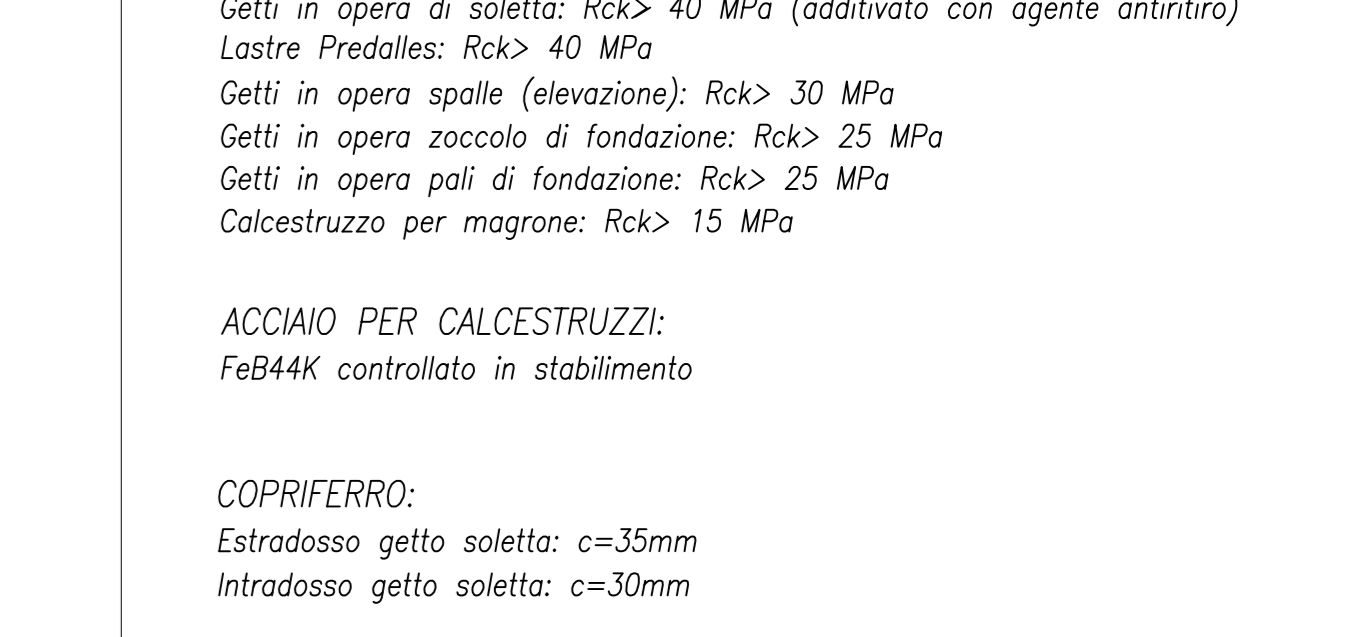 Getti in opera di soletta: Rck> 40 MPa (additivato con agente antiritiro)
Lastre Predalles: Rck> 40 MPa
Getti in opera spalle (elevazione): Rck> 30 MPa
Getti in opera zoccolo di fondazione: Rck> 25 MPa
Getti in opera pali di fondazione: Rck> 25 MPa
Calcestruzzo per magrone: Rck> 15 MPa
ACCIAIO PER CALCESTRUZZI:
FeB44K controllato in stabilimento
COPRIFERRO:
Estradosso getto soletta: c=35mm
Intradosso getto soletta: c=30mm